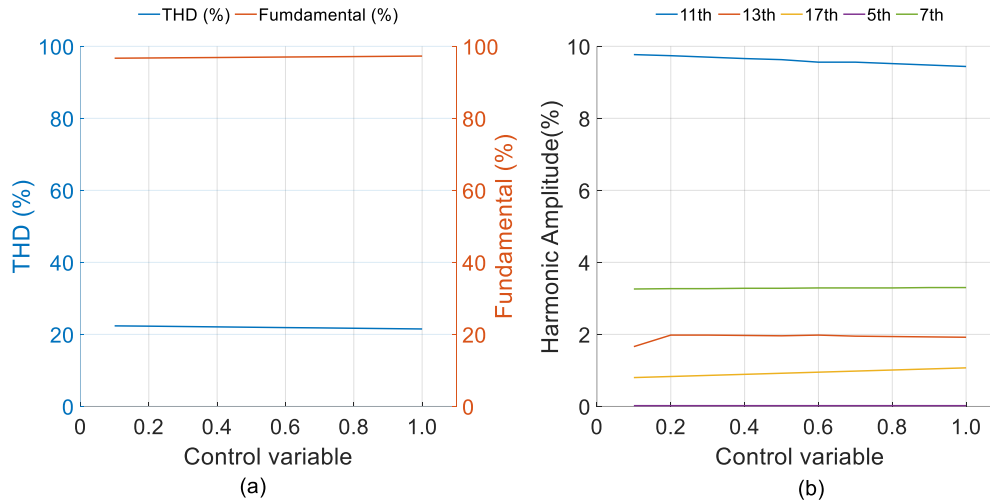 THD (%) Fumdamental (%)
100
80
60
40
20
0
THD (%)
100
80
60
40
20
0
Fundamental (%)
0 0.2 0.4 0.6 0.8 1.0
Control variable
(a)
11th 13th 17th 5th 7th
10
8
6
4
2
0
Harmonic Amplitude(%)
0 0.2 0.4 0.6 0.8 1.0
Control variable
(b)